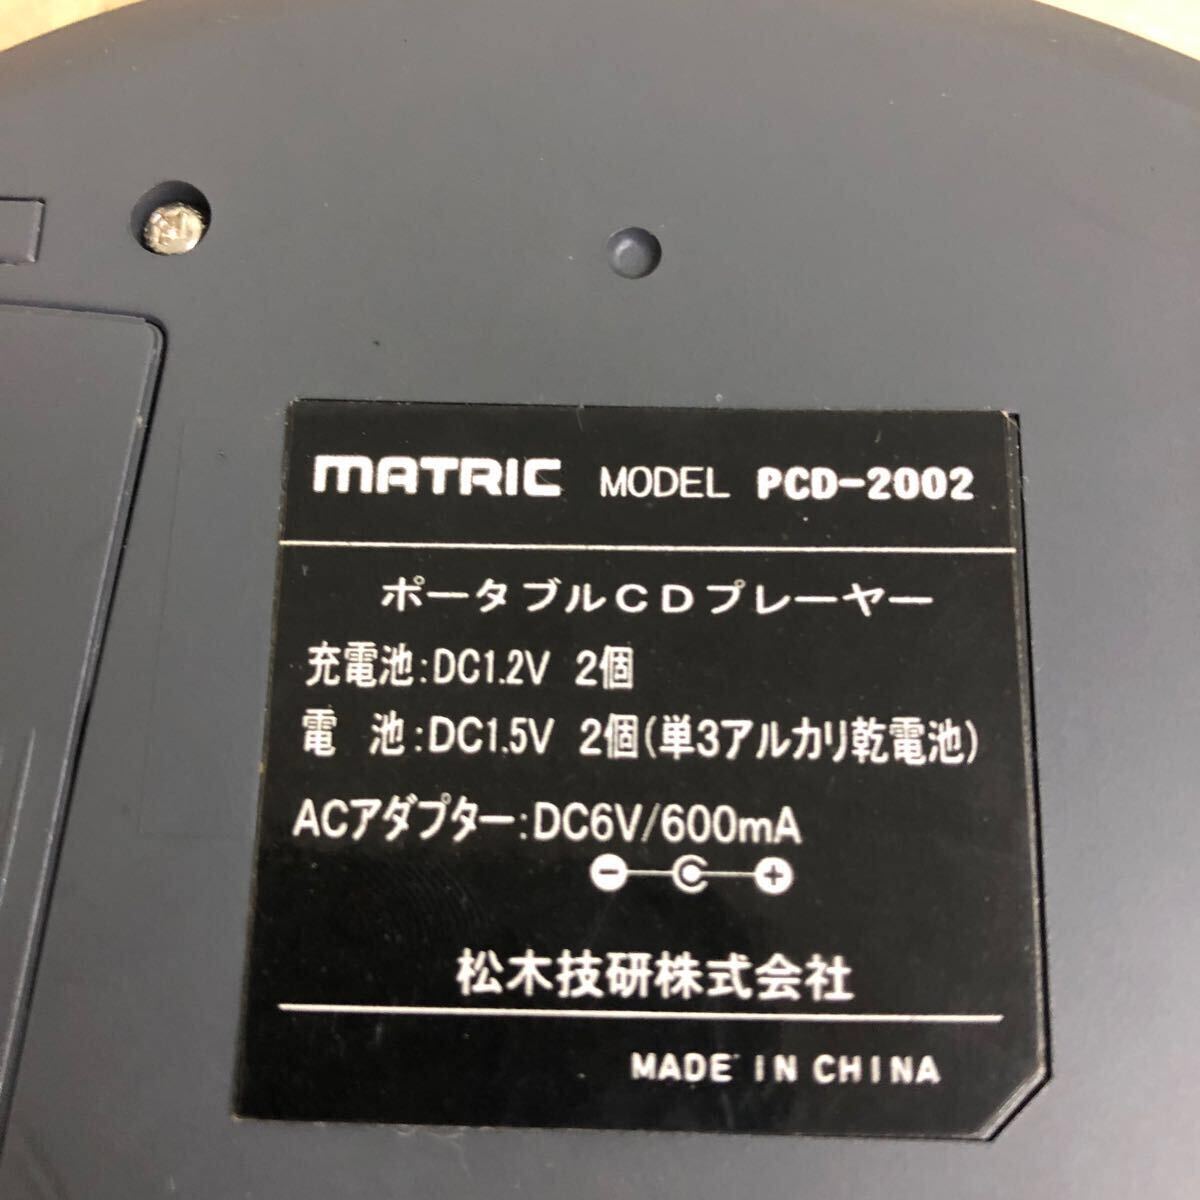 MATRIC MODEL PCD-2002
ポータブルCDプレーヤー
充電池:DC1.2V 2個
電 池:DC1.5V 2個(単3アルカリ乾電池)
ACアダプター:DC6V/600mA
松木技研株式会社
MADE IN CHINA